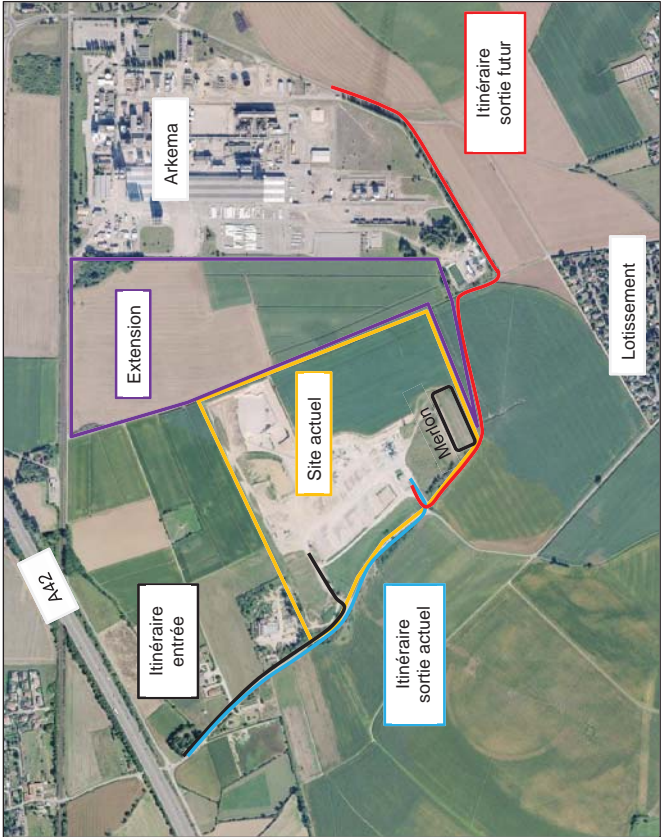 A42
Extension
Itinéraire
entrée
Arkema
Site actuel
Itinéraire
sortie actuel
Merlon
Itinéraire
sortie futur
Lotissement